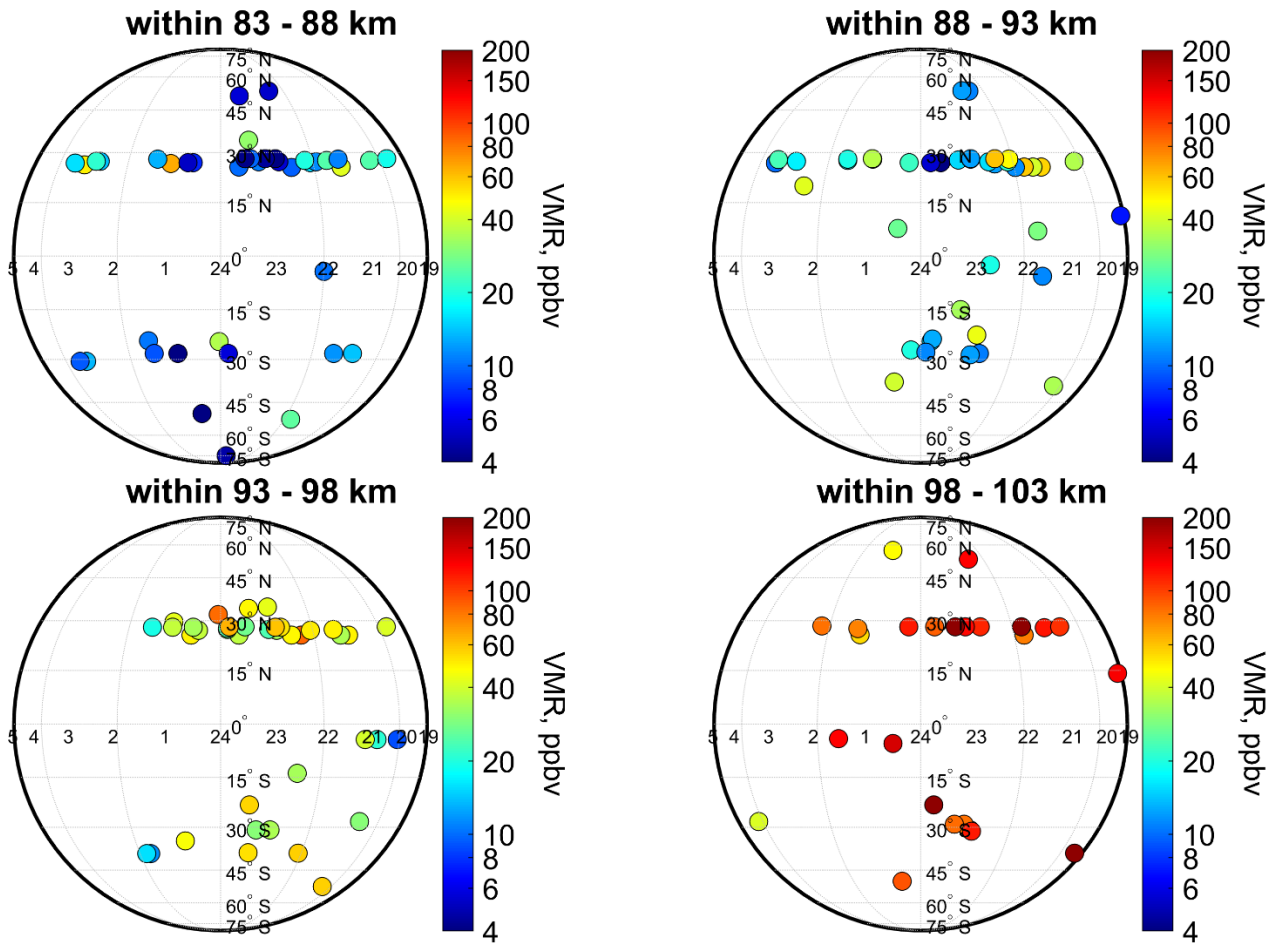 within 83 - 88 km
75° N
60° N
45° N
30° N
15° N
0°
5 4 3 2 1 24 23 22 21 20 19
15° S
30° S
45° S
60° S
75° S
200
150
100
80
60
40
20
10
8
6
4
VMR, ppbv
within 88 - 93 km
75° N
60° N
45° N
30° N
15° N
0°
5 4 3 2 1 24 23 22 21 20 19
15° S
30° S
45° S
60° S
75° S
200
150
100
80
60
40
20
10
8
6
4
VMR, ppbv
within 93 - 98 km
75° N
60° N
45° N
30° N
15° N
0°
5 4 3 2 1 24 23 22 21 20 19
15° S
30° S
45° S
60° S
75° S
200
150
100
80
60
40
20
10
8
6
4
VMR, ppbv
within 98 - 103 km
75° N
60° N
45° N
30° N
15° N
0°
5 4 3 2 1 24 23 22 21 20 19
15° S
30° S
45° S
60° S
75° S
200
150
100
80
60
40
20
10
8
6
4
VMR, ppbv